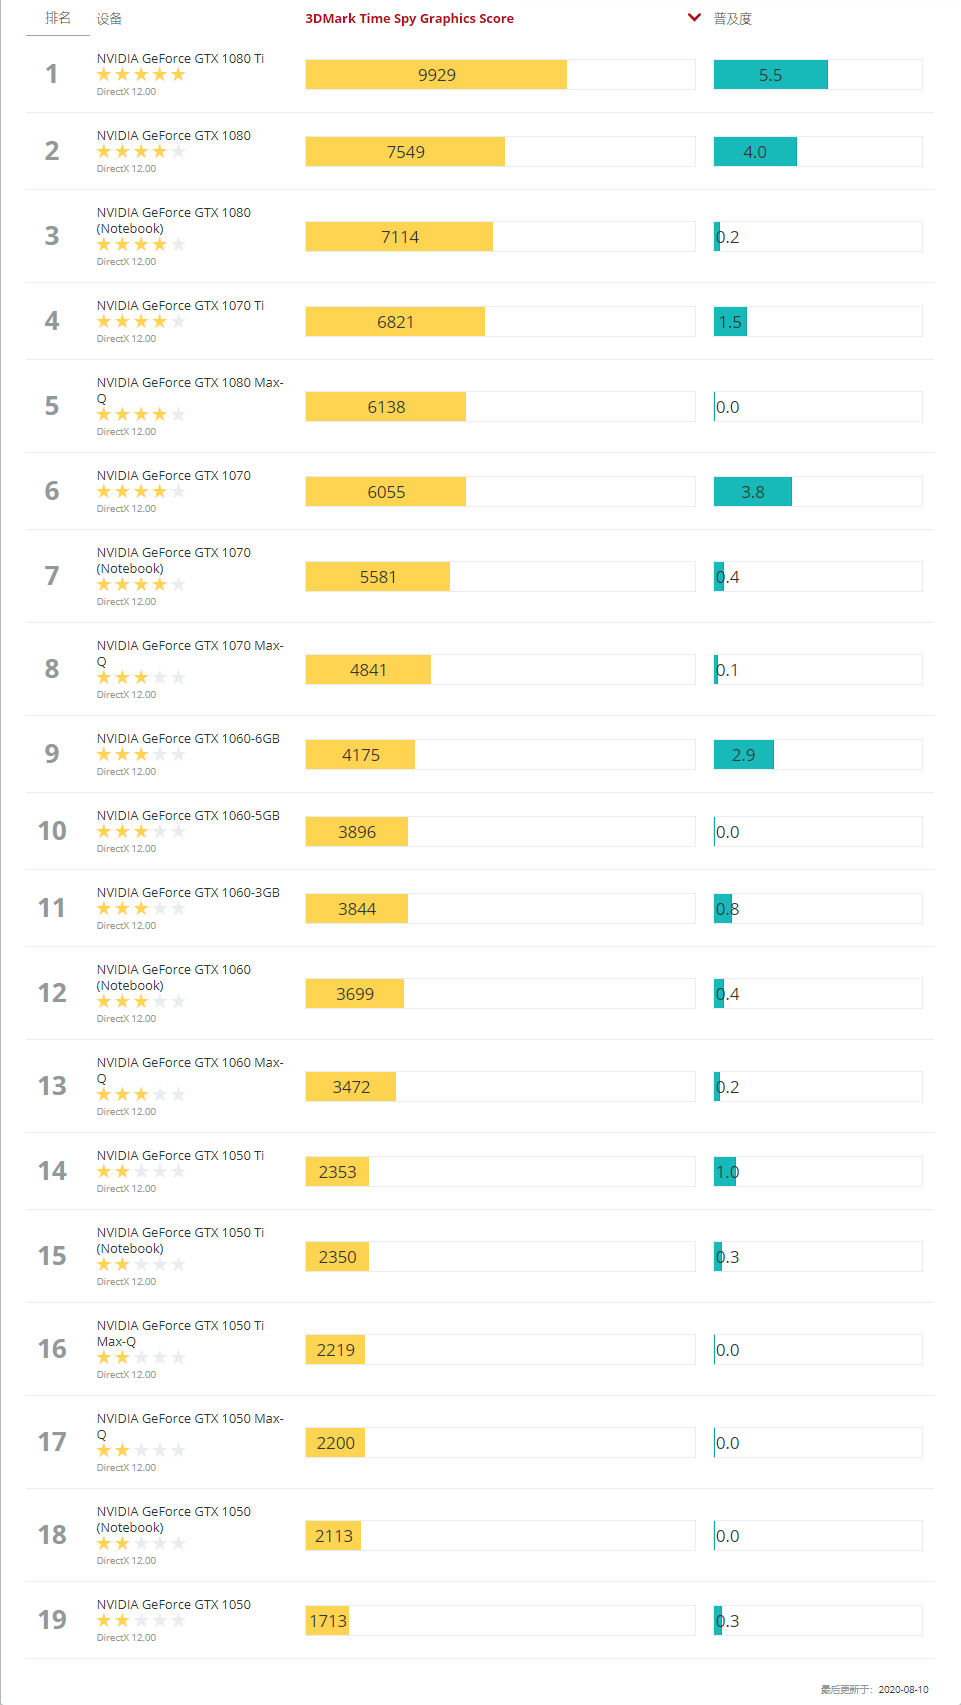 排名 设备 3DMark Time Spy Graphics Score 普及度
1 NVIDIA GeForce GTX 1080 Ti 9929 5.5
DirectX 12.00
2 NVIDIA GeForce GTX 1080 7549 4.0
DirectX 12.00
3 NVIDIA GeForce GTX 1080
(Notebook) 7114 0.2
DirectX 12.00
4 NVIDIA GeForce GTX 1070 Ti 6821 1.5
DirectX 12.00
5 NVIDIA GeForce GTX 1080 Max-
Q 6138 0.0
DirectX 12.00
6 NVIDIA GeForce GTX 1070 6055 3.8
DirectX 12.00
7 NVIDIA GeForce GTX 1070
(Notebook) 5581 0.4
DirectX 12.00
8 NVIDIA GeForce GTX 1070 Max-
Q 4841 0.1
DirectX 12.00
9 NVIDIA GeForce GTX 1060-6GB 4175 2.9
DirectX 12.00
10 NVIDIA GeForce GTX 1060-5GB 3896 0.0
DirectX 12.00
11 NVIDIA GeForce GTX 1060-3GB 3844 0.8
DirectX 12.00
12 NVIDIA GeForce GTX 1060
(Notebook) 3699 0.4
DirectX 12.00
13 NVIDIA GeForce GTX 1060 Max-
Q 3472 0.2
DirectX 12.00
14 NVIDIA GeForce GTX 1050 Ti 2353 1.0
DirectX 12.00
15 NVIDIA GeForce GTX 1050 Ti
(Notebook) 2350 0.3
DirectX 12.00
16 NVIDIA GeForce GTX 1050 Ti
Max-Q 2219 0.0
DirectX 12.00
17 NVIDIA GeForce GTX 1050 Max-
Q 2200 0.0
DirectX 12.00
18 NVIDIA GeForce GTX 1050
(Notebook) 2113 0.0
DirectX 12.00
19 NVIDIA GeForce GTX 1050 1713 0.3
DirectX 12.00
最后更新于：2020-08-10